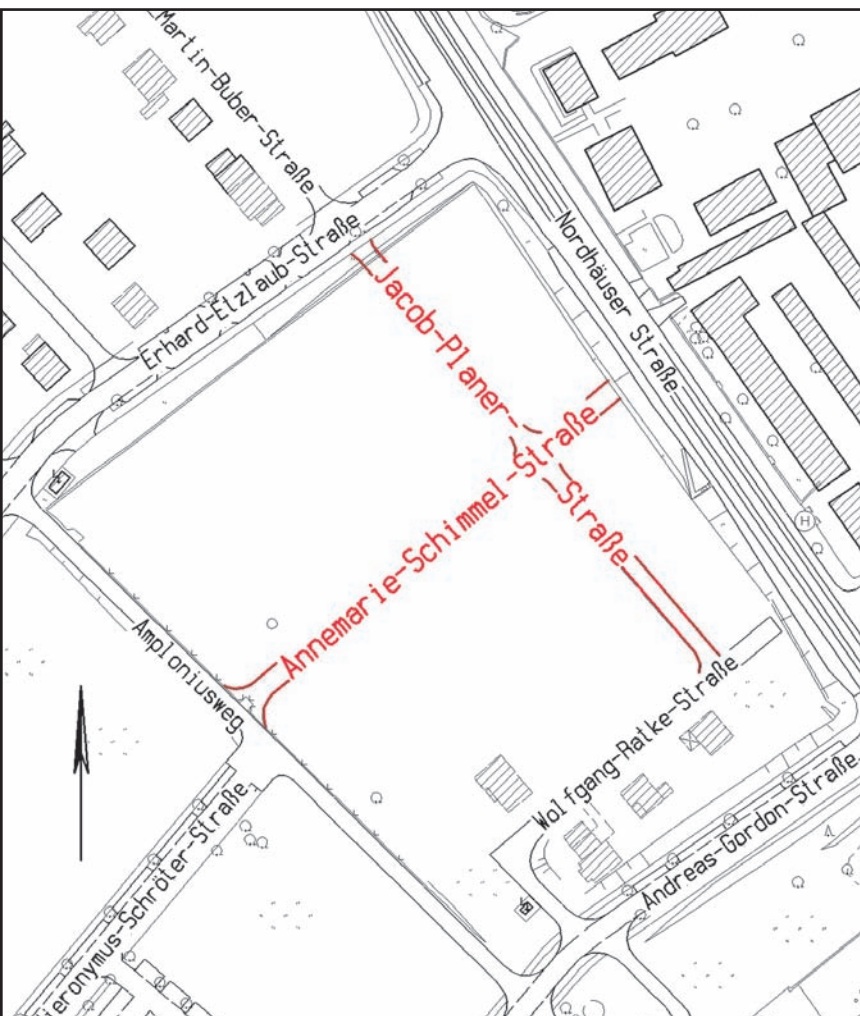 Martin-Buber-Straße
Erhard-Etzlaub-Straße
Nordhäuser Straße
Jacob-Planer-
Straße
Annemarie-Schimmel-Straße
Amploniusweg
Wolfgang-Ratke-Straße
Andreas-Gordon-Straße
Hieronymus-Schröter-Straße
H